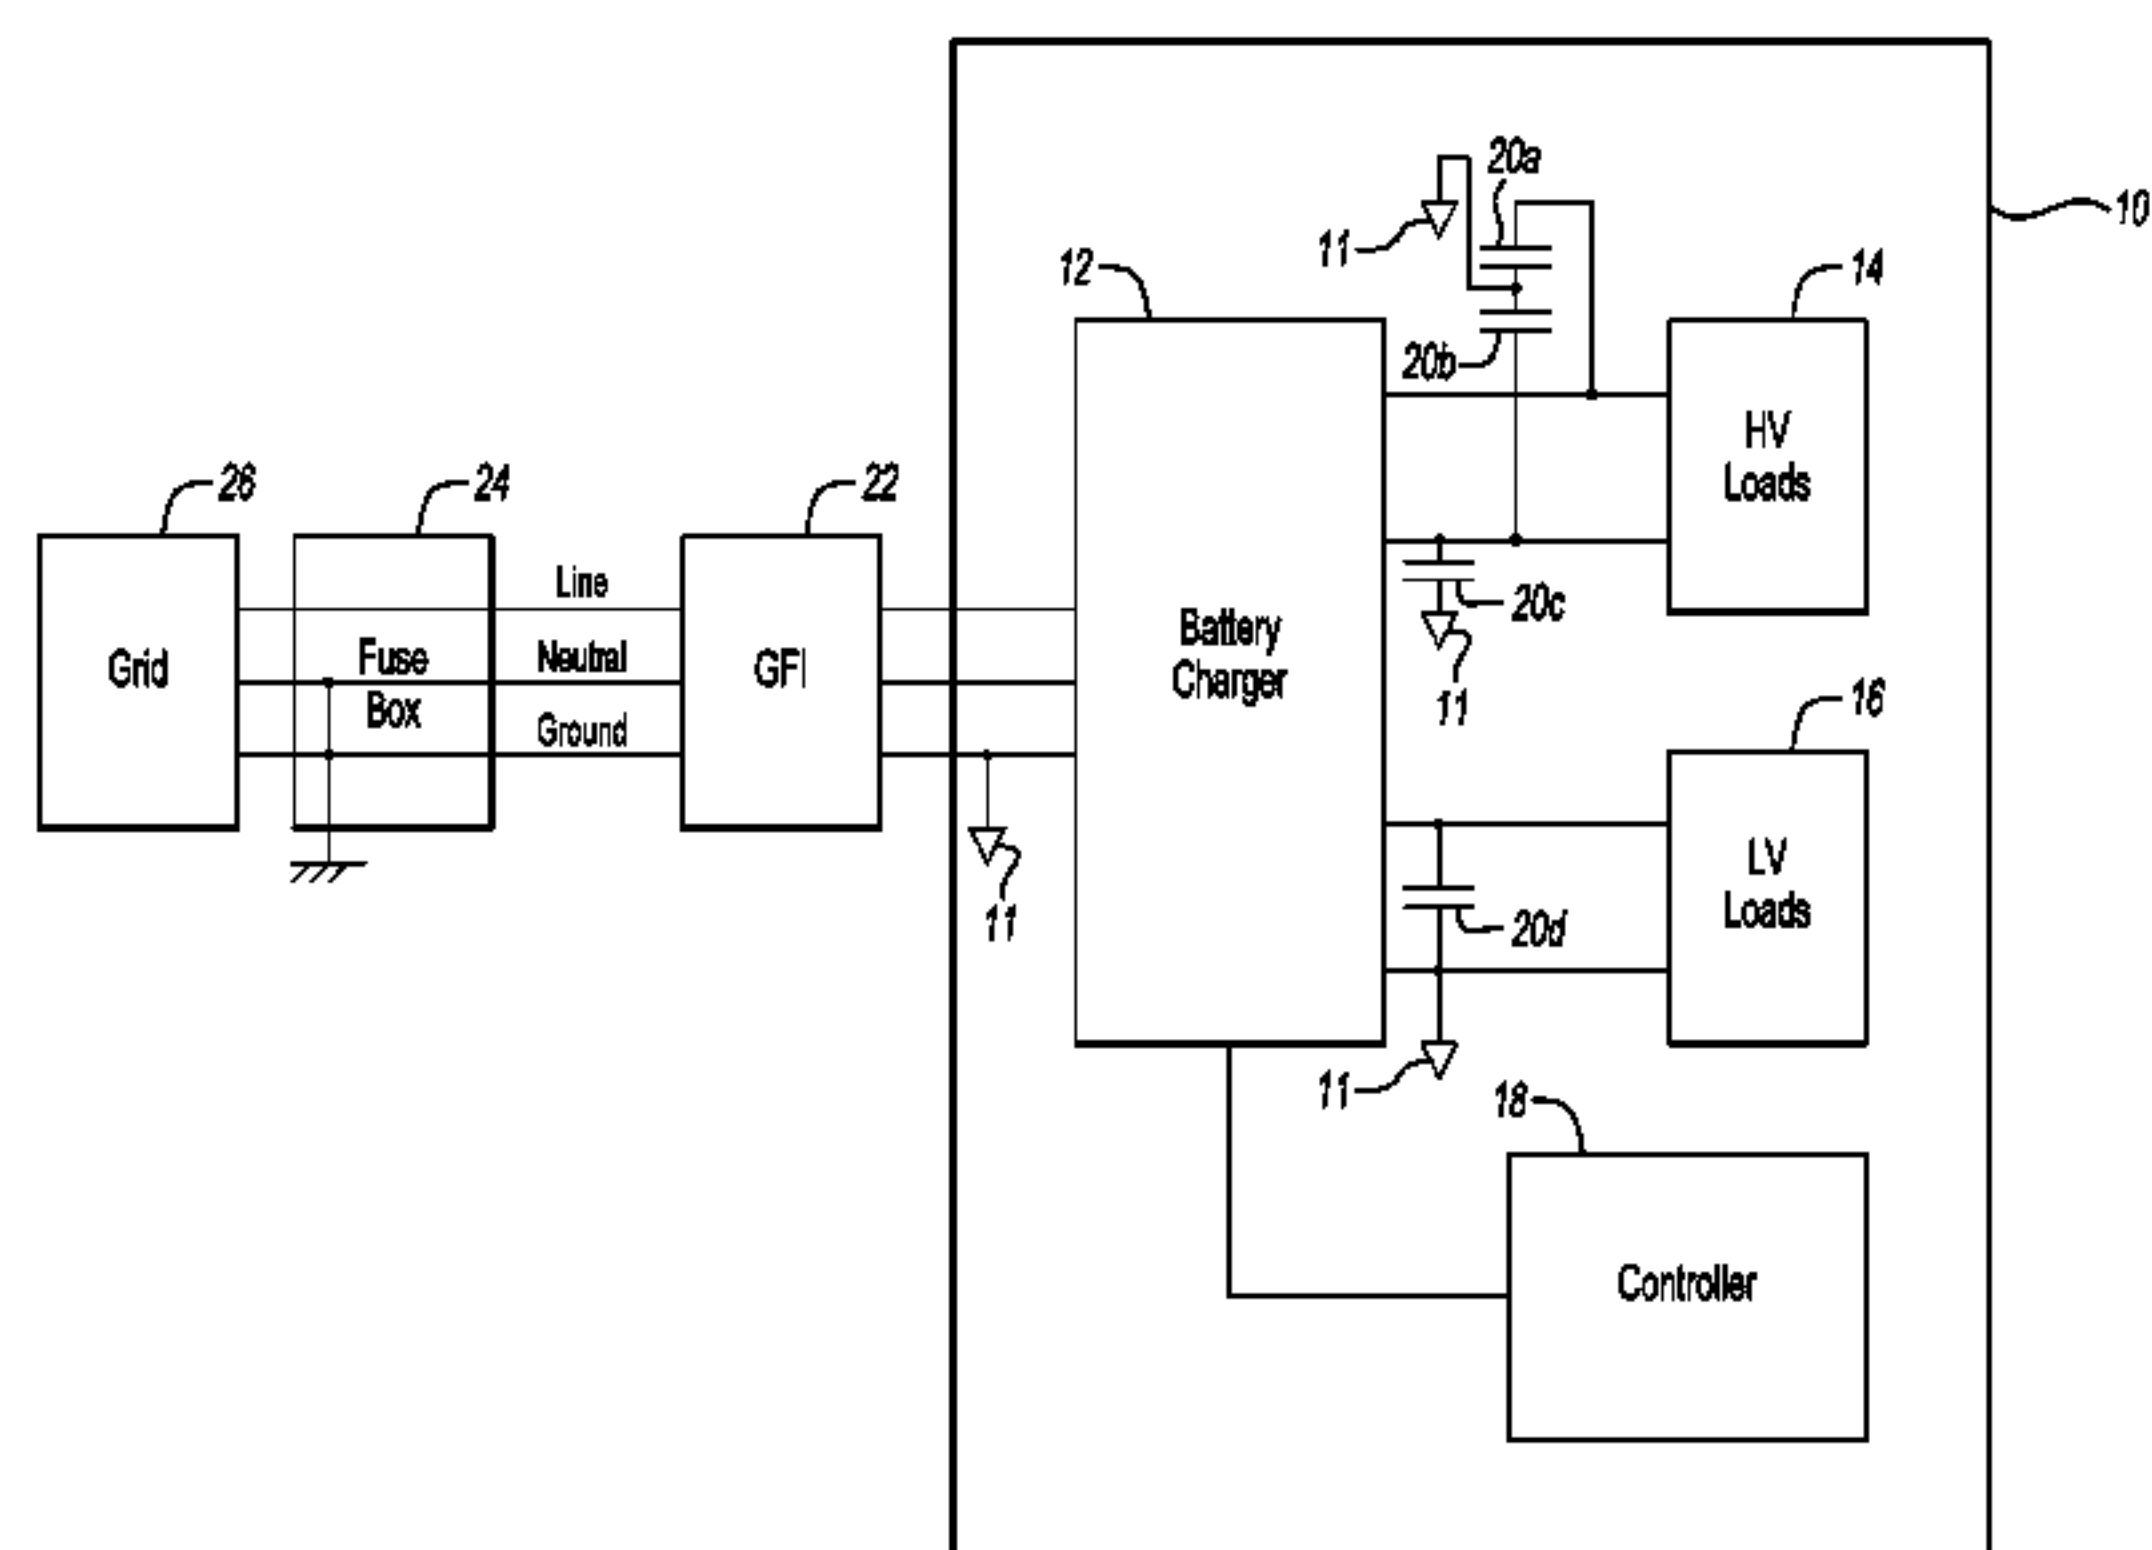 20a
10
11
12
14
20b
HV
Loads
26
24
22
Line
20c
Battery
Charger
Grid
Fuse
Box
Neutral
GFI
11
16
Ground
LV
Loads
11
20d
11
18
Controller